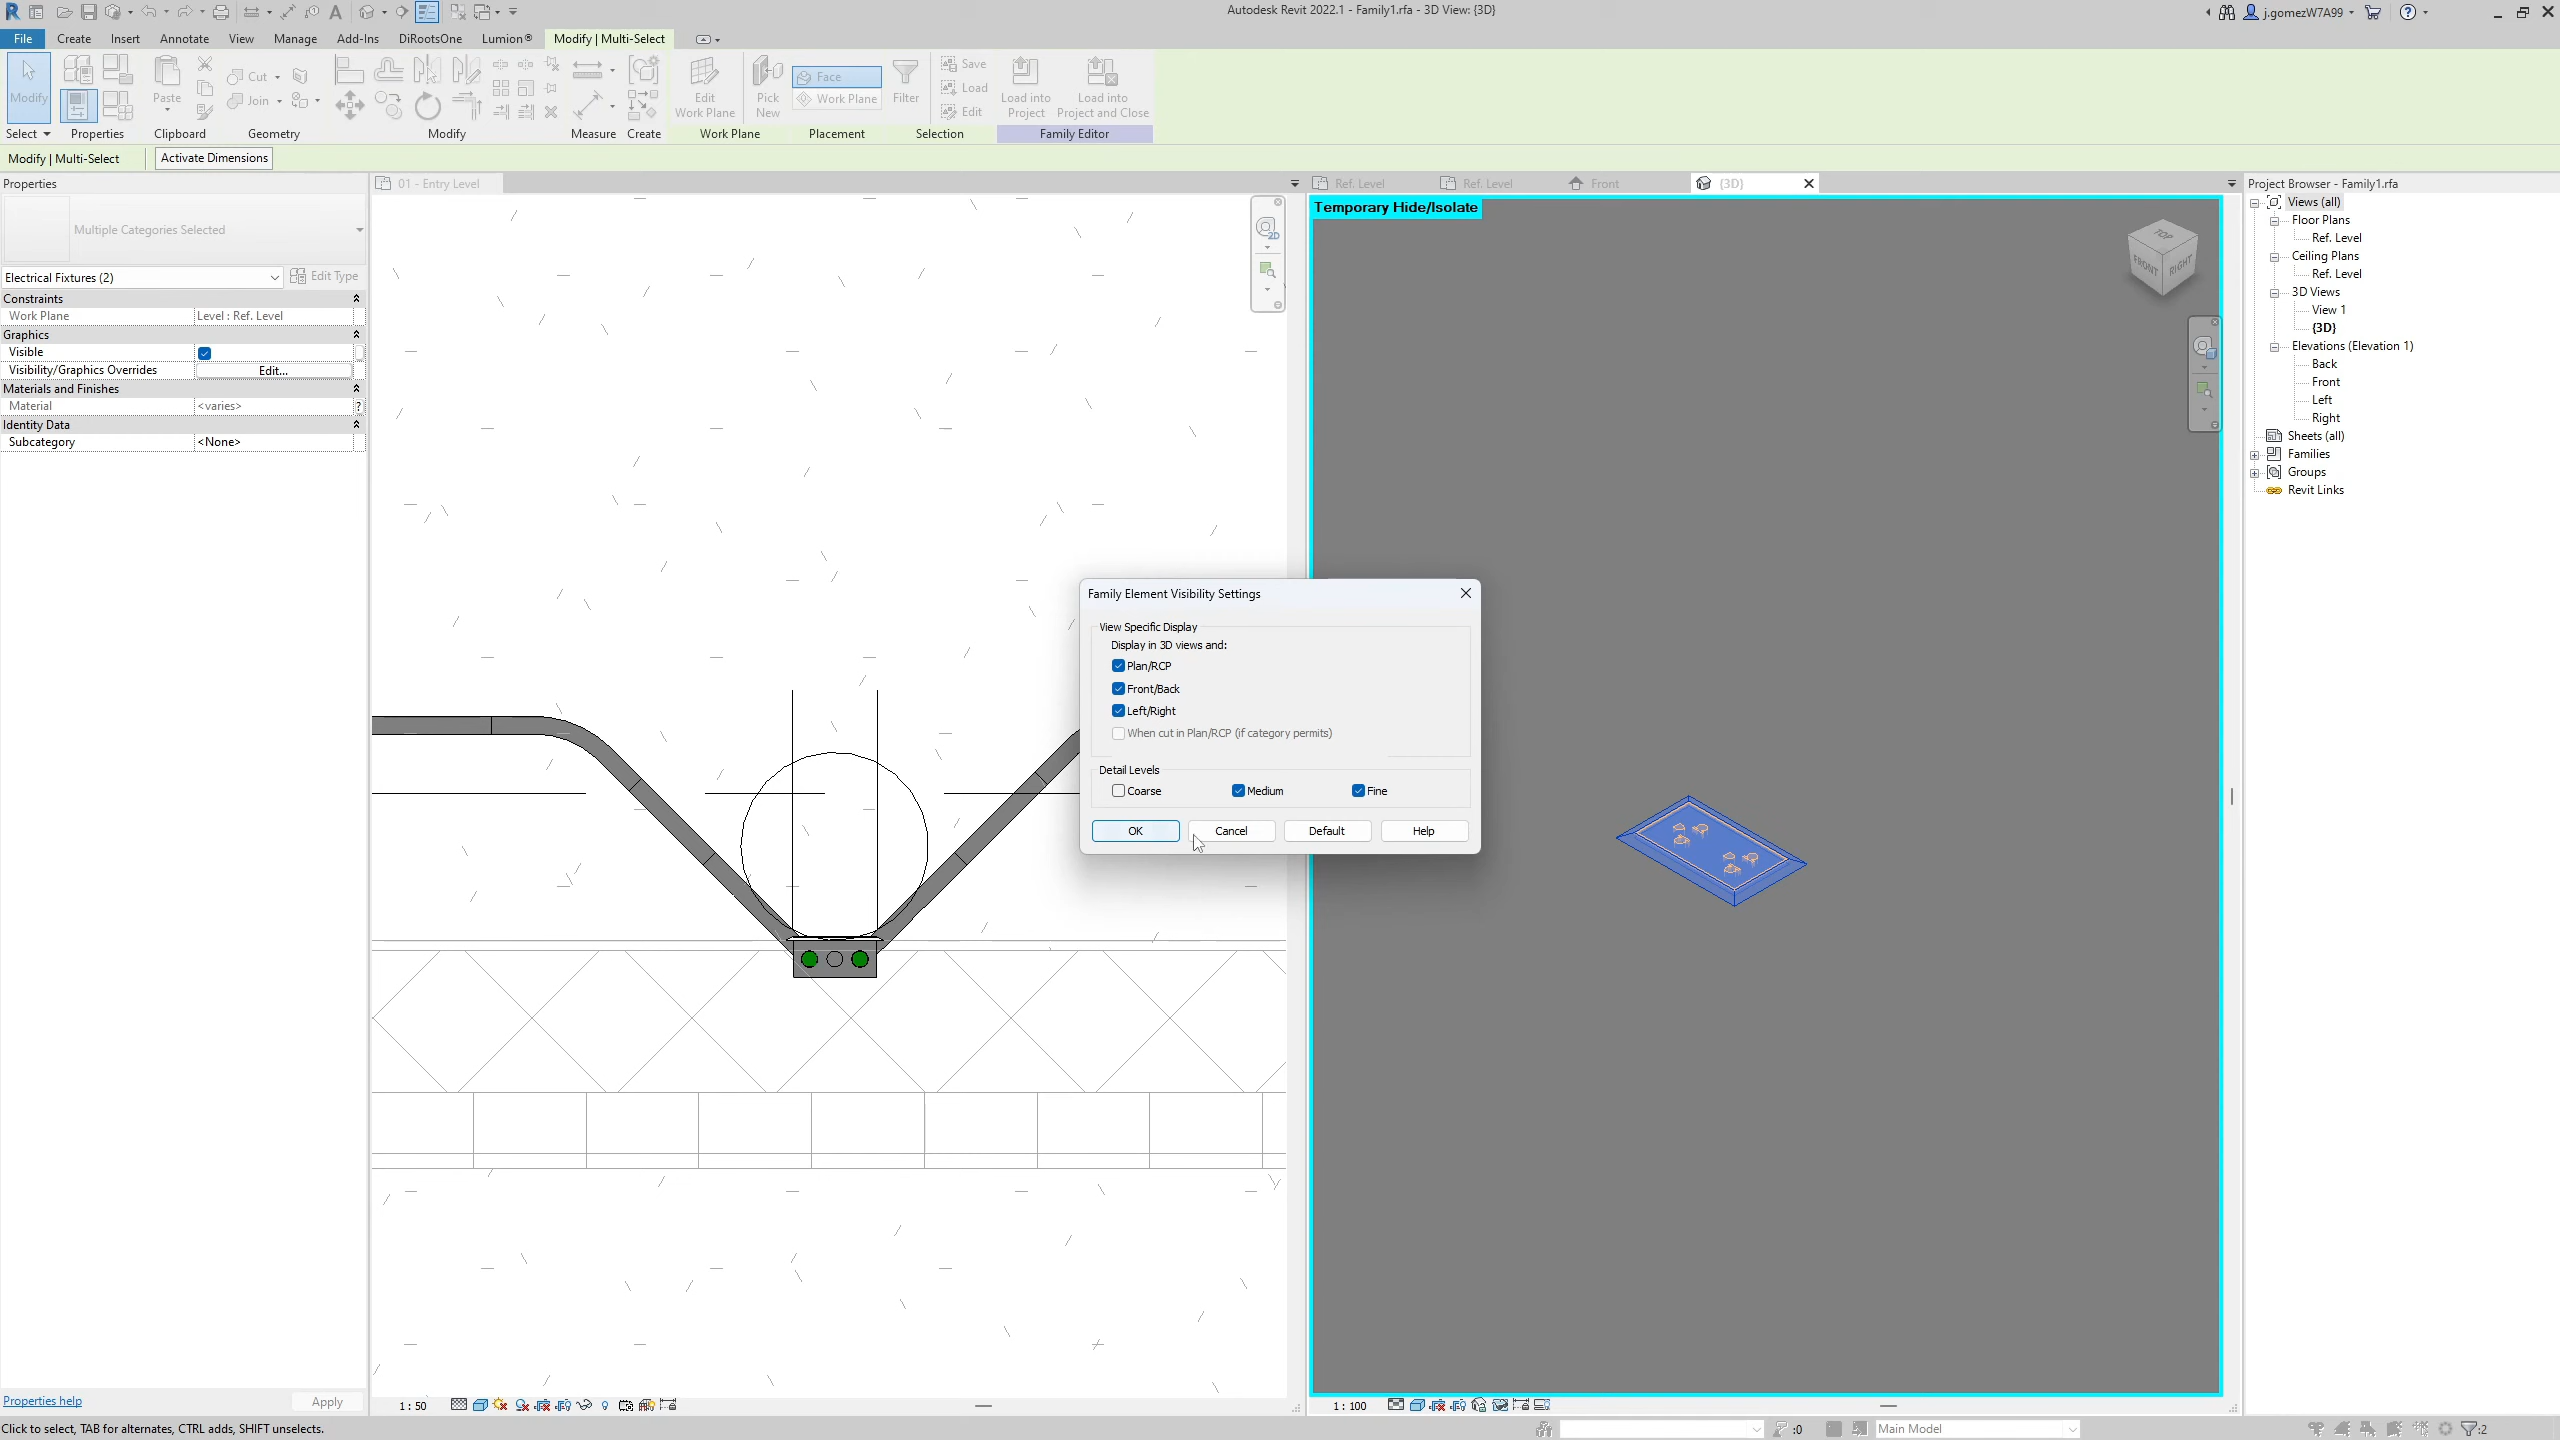 Autodesk Revit 2022.1 - Family1.rfa - 3D View: {3D}
j.gomezW7A99
File
Create
Insert
Annotate
View
Manage
Add-Ins
DiRootsOne
Lumion®
Modify | Multi-Select
Modify
Paste
Cut
Join
Edit
Work Plane
Pick
New
Face
Work Plane
Filter
Save
Load
Edit
Load into
Project
Load into
Project and Close
Select
Properties
Clipboard
Geometry
Modify
Measure
Create
Work Plane
Placement
Selection
Family Editor
Modify | Multi-Select
Activate Dimensions
Properties
Multiple Categories Selected
Electrical Fixtures (2)
Edit Type
Constraints
Work Plane
Level : Ref. Level
Graphics
Visible
Visibility/Graphics Overrides
Edit...
Materials and Finishes
Material
<varies>
?
Identity Data
Subcategory
<None>
Properties help
Apply
01 - Entry Level
2D
1 : 50
Ref. Level
Ref. Level
Front
{3D}
Temporary Hide/Isolate
TOP
FRONT
RIGHT
1 : 100
Family Element Visibility Settings
View Specific Display
Display in 3D views and:
Plan/RCP
Front/Back
Left/Right
When cut in Plan/RCP (if category permits)
Detail Levels
Coarse
Medium
Fine
OK
Cancel
Default
Help
Project Browser - Family1.rfa
Views (all)
Floor Plans
Ref. Level
Ceiling Plans
Ref. Level
3D Views
View 1
{3D}
Elevations (Elevation 1)
Back
Front
Left
Right
Sheets (all)
Families
Groups
Revit Links
Click to select, TAB for alternates, CTRL adds, SHIFT unselects.
:0
Main Model
:2